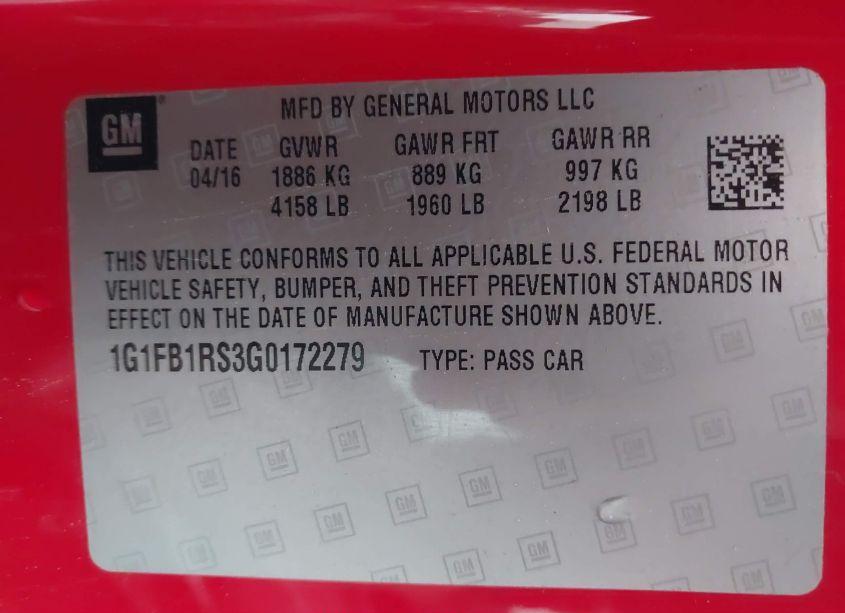 GM
MFD BY GENERAL MOTORS LLC
DATE GVWR GAWR FRT GAWR RR
04/16 1886 KG 889 KG 997 KG
4158 LB 1960 LB 2198 LB
THIS VEHICLE CONFORMS TO ALL APPLICABLE U.S. FEDERAL MOTOR
VEHICLE SAFETY, BUMPER, AND THEFT PREVENTION STANDARDS IN
EFFECT ON THE DATE OF MANUFACTURE SHOWN ABOVE.
1G1FB1RS3G0172279 TYPE: PASS CAR